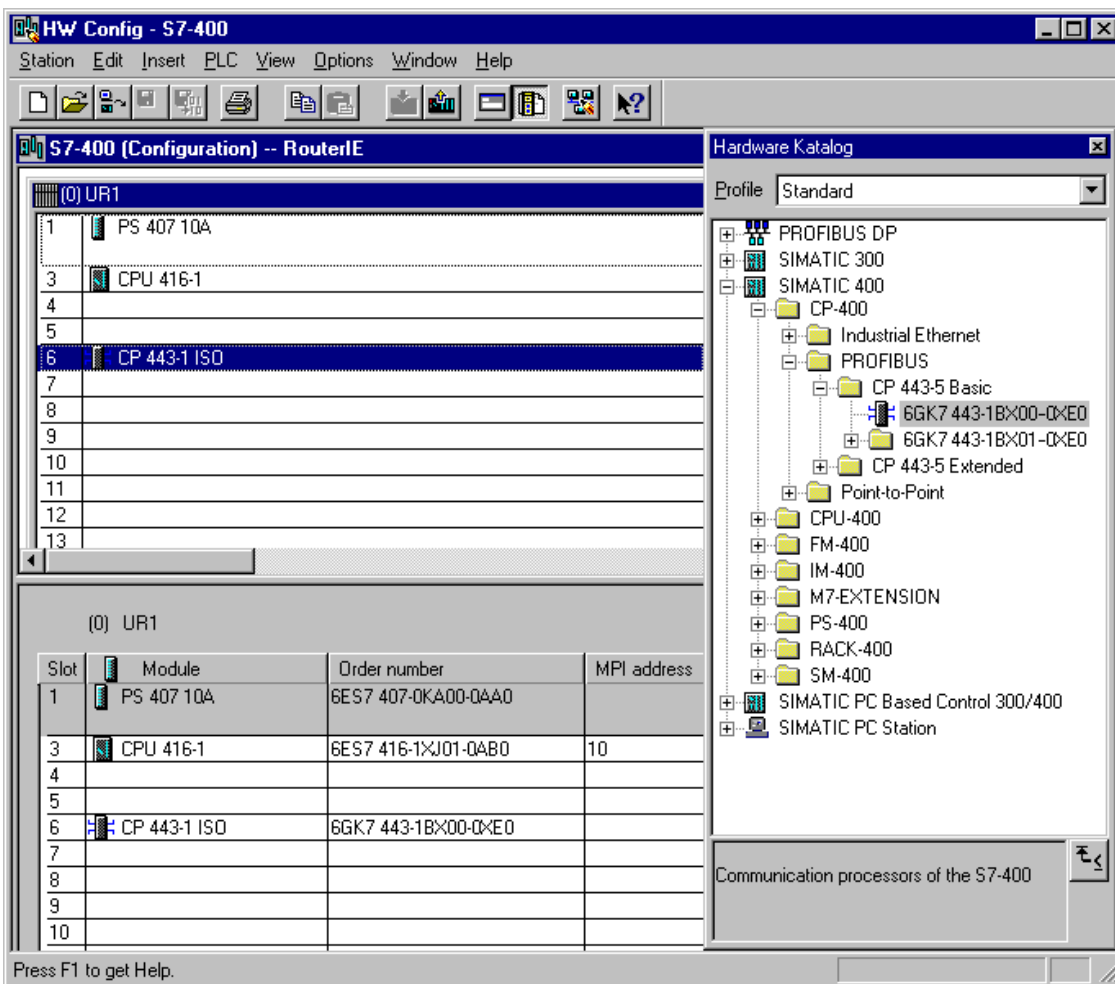 HW Config - S7-400
Station Edit Insert PLC View Options Window Help
S7-400 (Configuration) -- RouterIE
(0) UR1
1 PS 407 10A
3 CPU 416-1
4
5
6 CP 443-1 ISO
7
8
9
10
11
12
13
(0) UR1
Slot Module Order number MPI address
1 PS 407 10A 6ES7 407-0KA00-0AA0
3 CPU 416-1 6ES7 416-1XJ01-0AB0 10
4
5
6 CP 443-1 ISO 6GK7 443-1BX00-0XE0
7
8
9
10
Hardware Katalog
Profile Standard
PROFIBUS DP
SIMATIC 300
SIMATIC 400
CP-400
Industrial Ethernet
PROFIBUS
CP 443-5 Basic
6GK7 443-1BX00-0XE0
6GK7 443-1BX01-0XE0
CP 443-5 Extended
Point-to-Point
CPU-400
FM-400
IM-400
M7-EXTENSION
PS-400
RACK-400
SM-400
SIMATIC PC Based Control 300/400
SIMATIC PC Station
Communication processors of the S7-400
Press F1 to get Help.